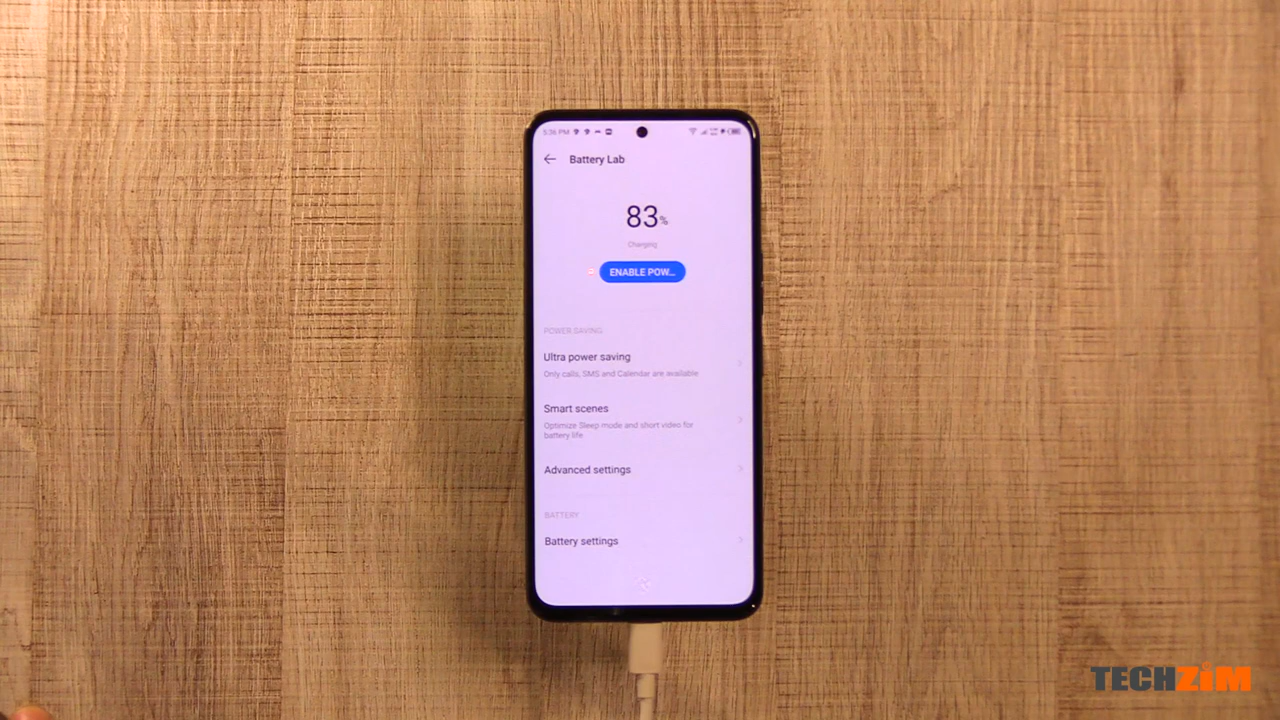 5:36 PM
Battery Lab
83%
Charging
ENABLE POW...
POWER SAVING
Ultra power saving
Only calls, SMS and Calendar are available
Smart scenes
Optimize Sleep mode and short video for
battery life
Advanced settings
BATTERY
Battery settings
TECHZiM